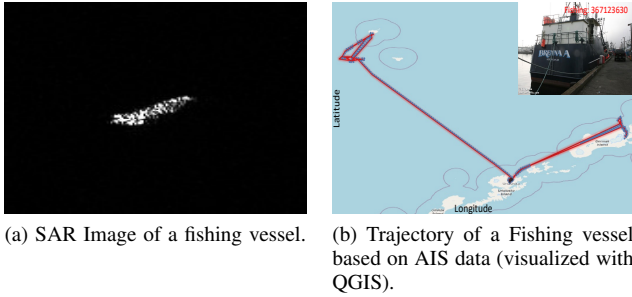 Fishing: 367123630
BRENNA A
Latitude
Longitude
(a) SAR Image of a fishing vessel.
(b) Trajectory of a Fishing vessel
based on AIS data (visualized with
QGIS).